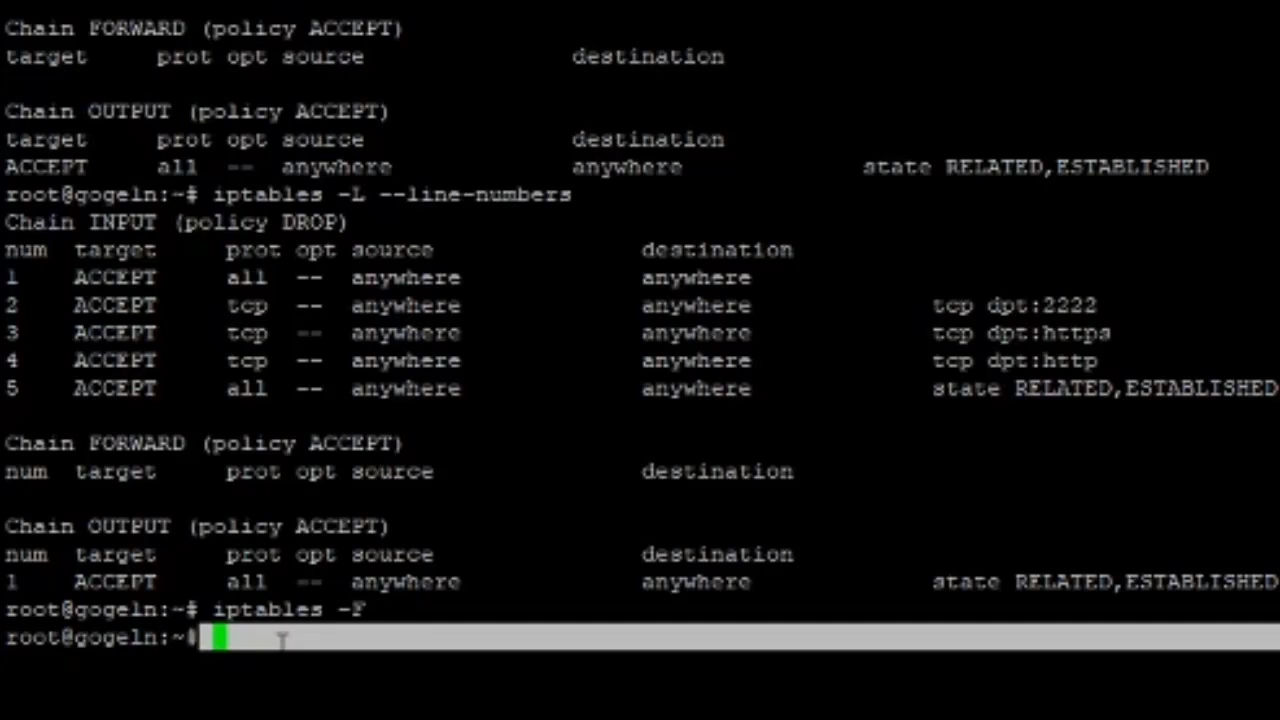 Chain FORWARD (policy ACCEPT)
target     prot opt source               destination
Chain OUTPUT (policy ACCEPT)
target     prot opt source               destination
ACCEPT     all  --  anywhere             anywhere             state RELATED,ESTABLISHED
root@gogeln:~# iptables -L --line-numbers
Chain INPUT (policy DROP)
num  target     prot opt source               destination
1    ACCEPT     all  --  anywhere             anywhere
2    ACCEPT     tcp  --  anywhere             anywhere             tcp dpt:2222
3    ACCEPT     tcp  --  anywhere             anywhere             tcp dpt:https
4    ACCEPT     tcp  --  anywhere             anywhere             tcp dpt:http
5    ACCEPT     all  --  anywhere             anywhere             state RELATED,ESTABLISHED
Chain FORWARD (policy ACCEPT)
num  target     prot opt source               destination
Chain OUTPUT (policy ACCEPT)
num  target     prot opt source               destination
1    ACCEPT     all  --  anywhere             anywhere             state RELATED,ESTABLISHED
root@gogeln:~# iptables -F
root@gogeln:~#